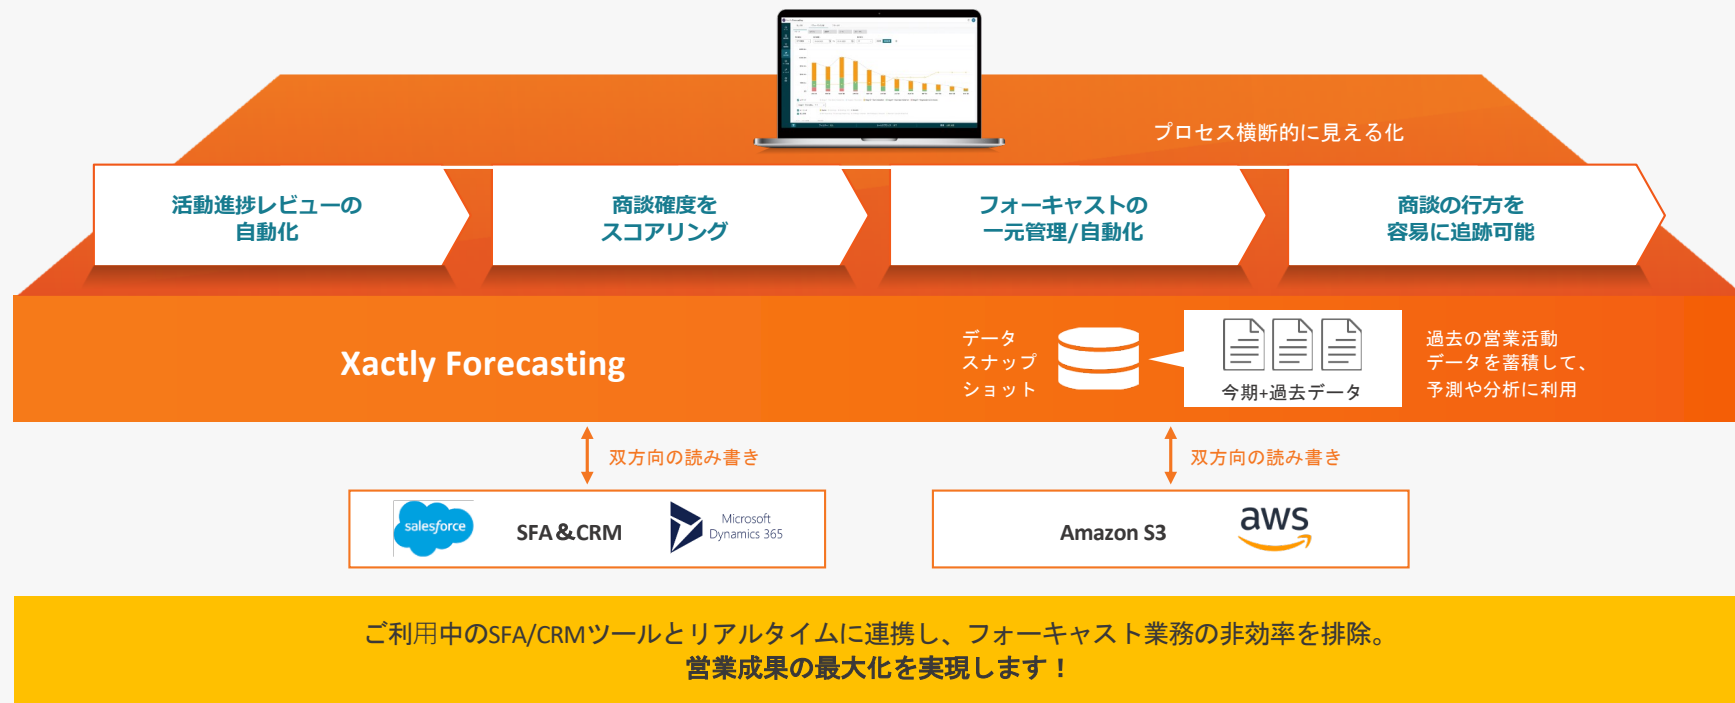 プロセス横断的に見える化
活動進捗レビューの
自動化
商談確度を
スコアリング
フォーキャストの
一元管理/自動化
商談の行方を
容易に追跡可能
Xactly Forecasting
データ
スナップ
ショット
今期+過去データ
過去の営業活動
データを蓄積して、
予測や分析に利用
双方向の読み書き
双方向の読み書き
salesforce
SFA&CRM
Microsoft
Dynamics 365
Amazon S3
aws
ご利用中のSFA/CRMツールとリアルタイムに連携し、フォーキャスト業務の非効率を排除。
営業成果の最大化を実現します！